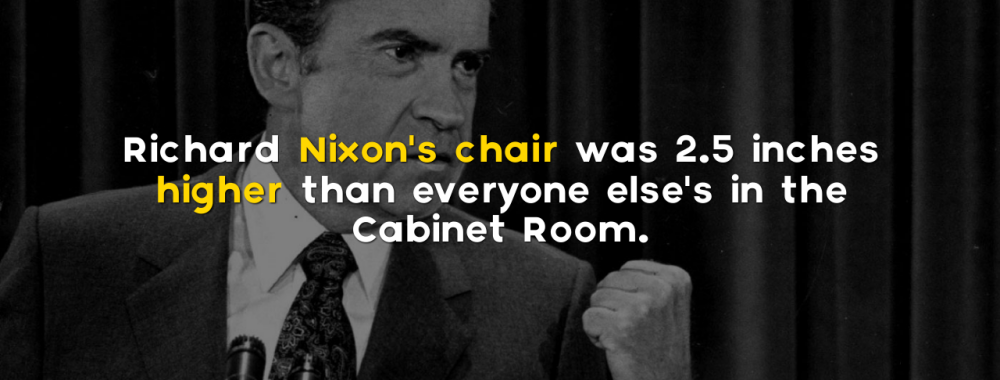 Richard Nixon's chair was 2.5 inches
higher than everyone else's in the
Cabinet Room.